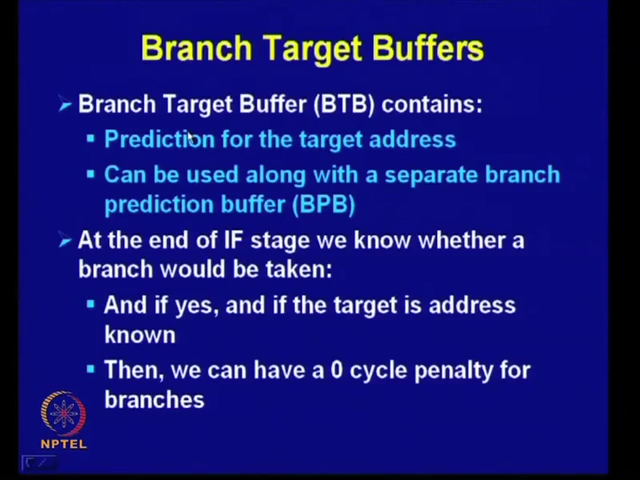 Branch Target Buffers
Branch Target Buffer (BTB) contains:
Prediction for the target address
Can be used along with a separate branch
prediction buffer (BPB)
At the end of IF stage we know whether a
branch would be taken:
And if yes, and if the target is address
known
Then, we can have a 0 cycle penalty for
branches
NPTEL